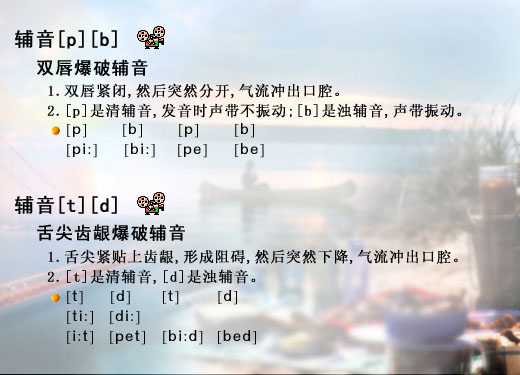 辅音[p][b]
双唇爆破辅音
1. 双唇紧闭,然后突然分开,气流冲出口腔。
2. [p]是清辅音,发音时声带不振动;[b]是浊辅音,声带振动。
[p] [b] [p] [b]
[pi:] [bi:] [pe] [be]
辅音[t][d]
舌尖齿龈爆破辅音
1. 舌尖紧贴上齿龈,形成阻碍,然后突然下降,气流冲出口腔。
2. [t]是清辅音,[d]是浊辅音。
[t] [d] [t] [d]
[ti:] [di:]
[i:t] [pet] [bi:d] [bed]